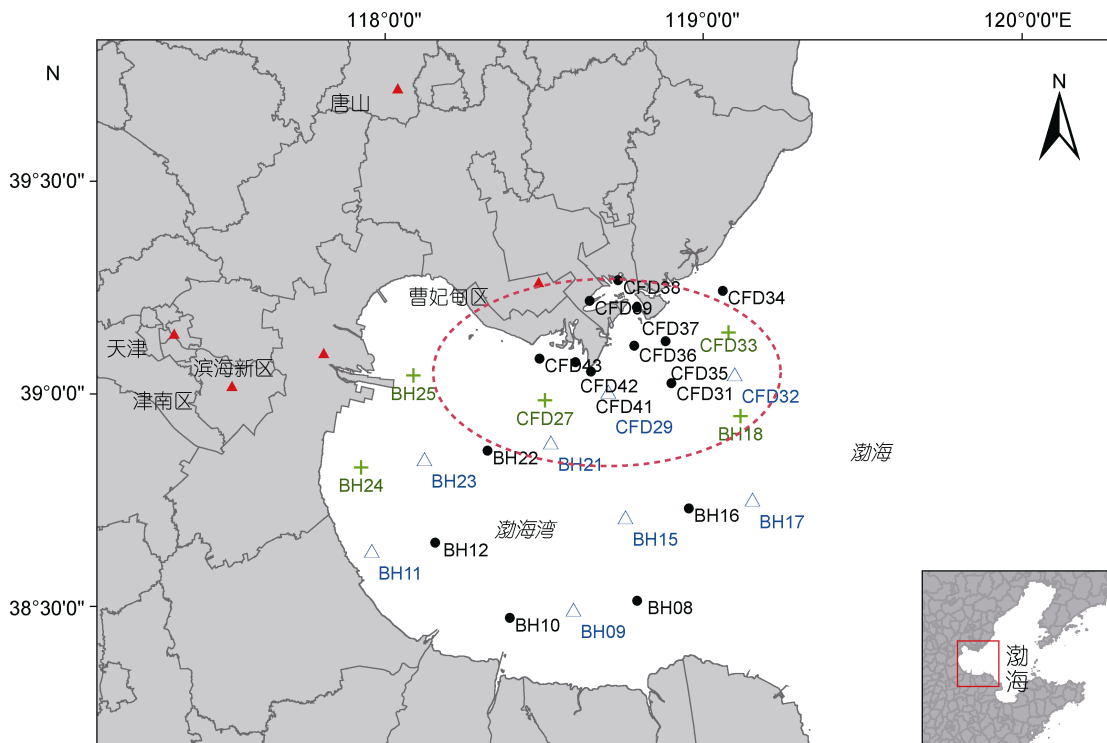 118°0'0"
119°0'0"
120°0'0"E
N
N
唐山
39°30'0"
曹妃甸区
CFD38
CFD39
CFD34
CFD37
CFD33
天津
CFD36
滨海新区
CFD43
CFD35
39°0'0"
BH25
CFD42
CFD31
CFD32
津南区
CFD27
CFD41
CFD29
BH18
渤海
BH22
BH21
BH24
BH23
BH16
BH17
渤海湾
BH15
BH12
BH11
38°30'0"
BH08
BH10
BH09
渤海